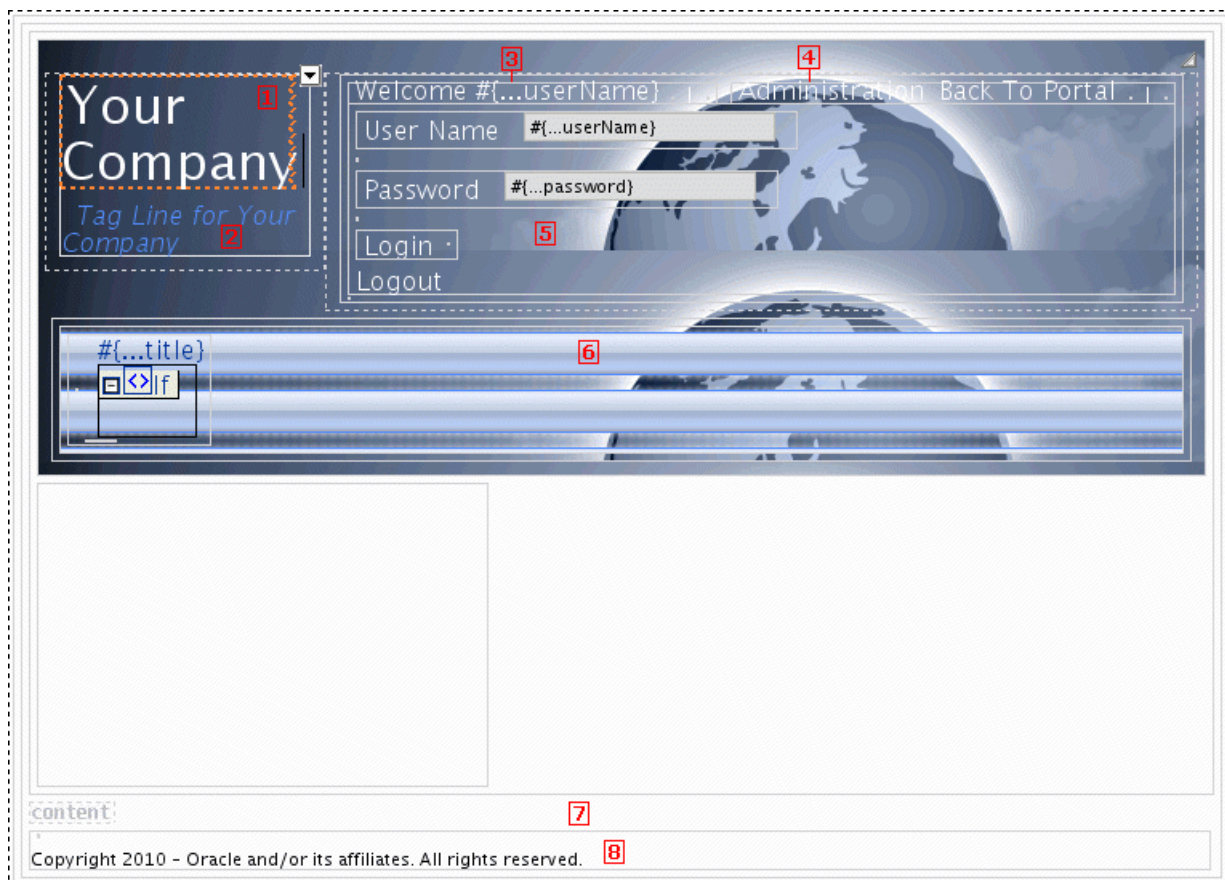 3
4
1
Your
Company
Tag Line for Your
2
Company
Welcome #{...userName} . | . |Administration Back To Portal . | .
User Name #{...userName}
Password #{...password}
5
Login
Logout
6
#{...title}
<>If
content
7
8
Copyright 2010 – Oracle and/or its affiliates. All rights reserved.